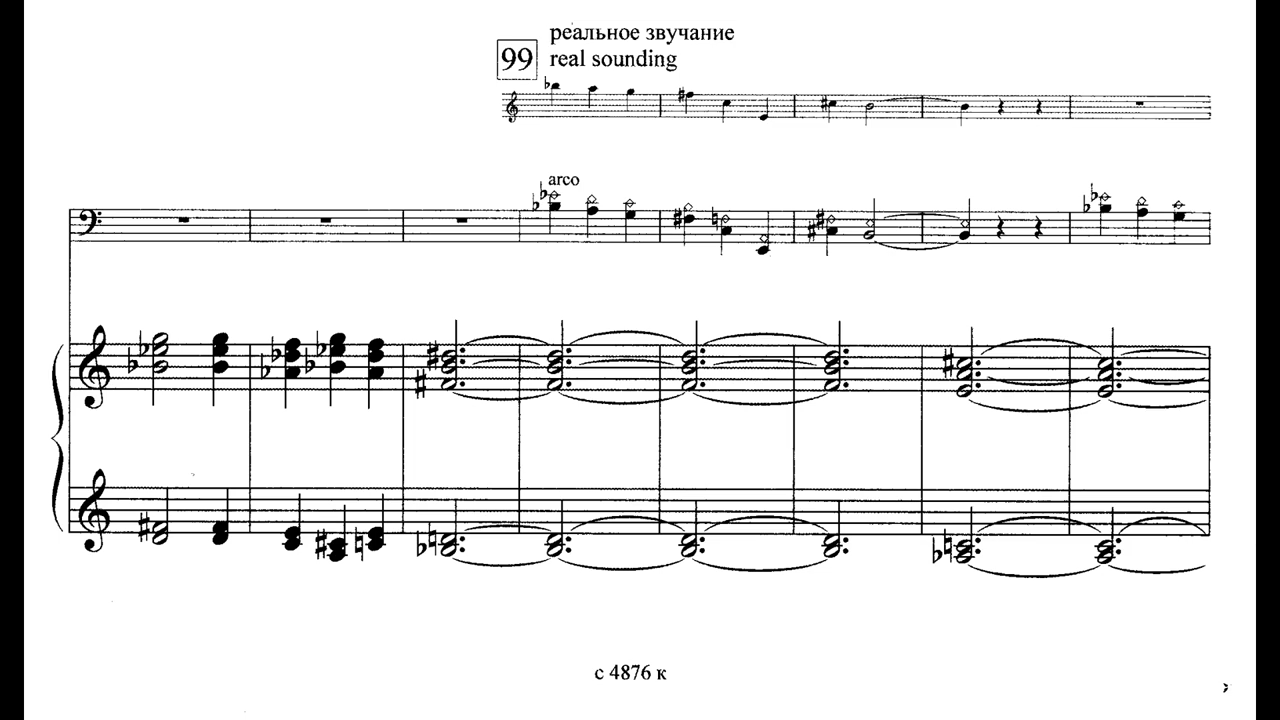 реальное звучание
99 real sounding
arco
с 4876 к